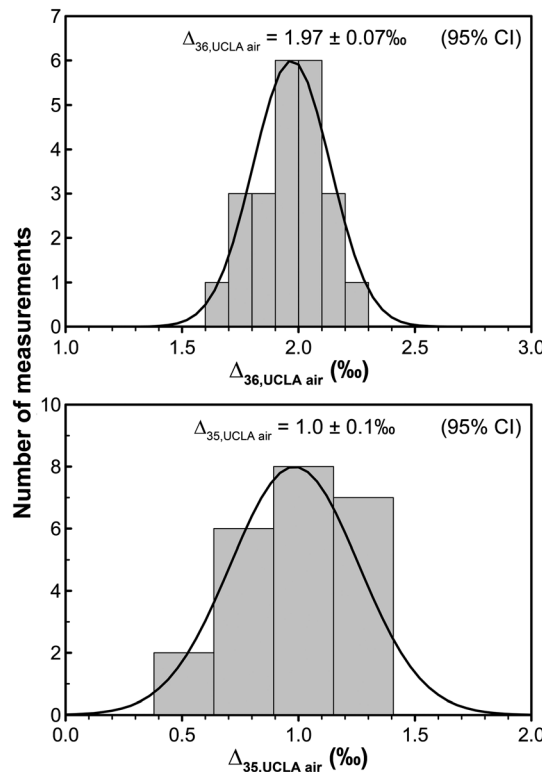 7
Δ36,UCLA air = 1.97 ± 0.07‰ (95% CI)
6
5
4
3
2
1
0
1.0 1.5 2.0 2.5 3.0
Δ36,UCLA air (‰)
Number of measurements
10
Δ35,UCLA air = 1.0 ± 0.1‰ (95% CI)
8
6
4
2
0
0.0 0.5 1.0 1.5 2.0
Δ35,UCLA air (‰)